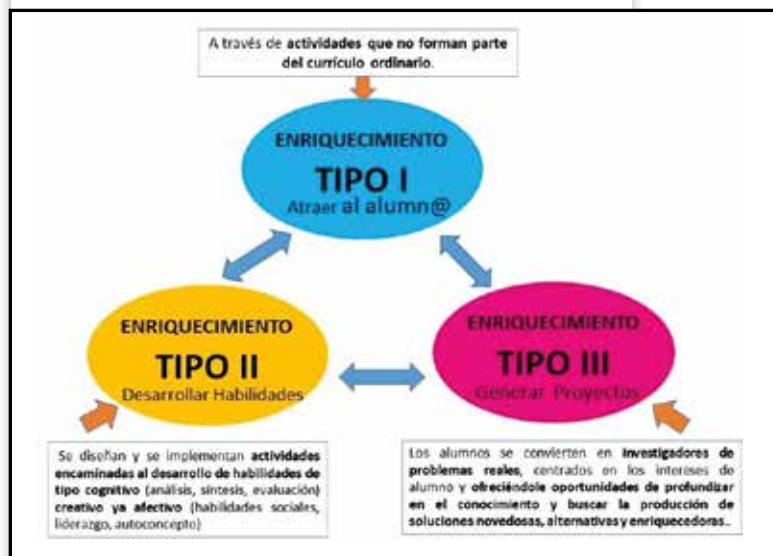 A través de actividades que no forman parte
del currículo ordinario.
ENRIQUECIMIENTO
TIPO I
Atraer al alumn@
ENRIQUECIMIENTO
TIPO II
Desarrollar Habilidades
ENRIQUECIMIENTO
TIPO III
Generar Proyectos
Se diseñan y se implementan actividades
encaminadas al desarrollo de habilidades de
tipo cognitivo (análisis, síntesis, evaluación)
creativo ya afectivo (habilidades sociales,
liderazgo, autoconcepto)
Los alumnos se convierten en investigadores de
problemas reales, centrados en los intereses de
alumno y ofreciéndole oportunidades de profundizar
en el conocimiento y buscar la producción de
soluciones novedosas, alternativas y enriquecedoras..